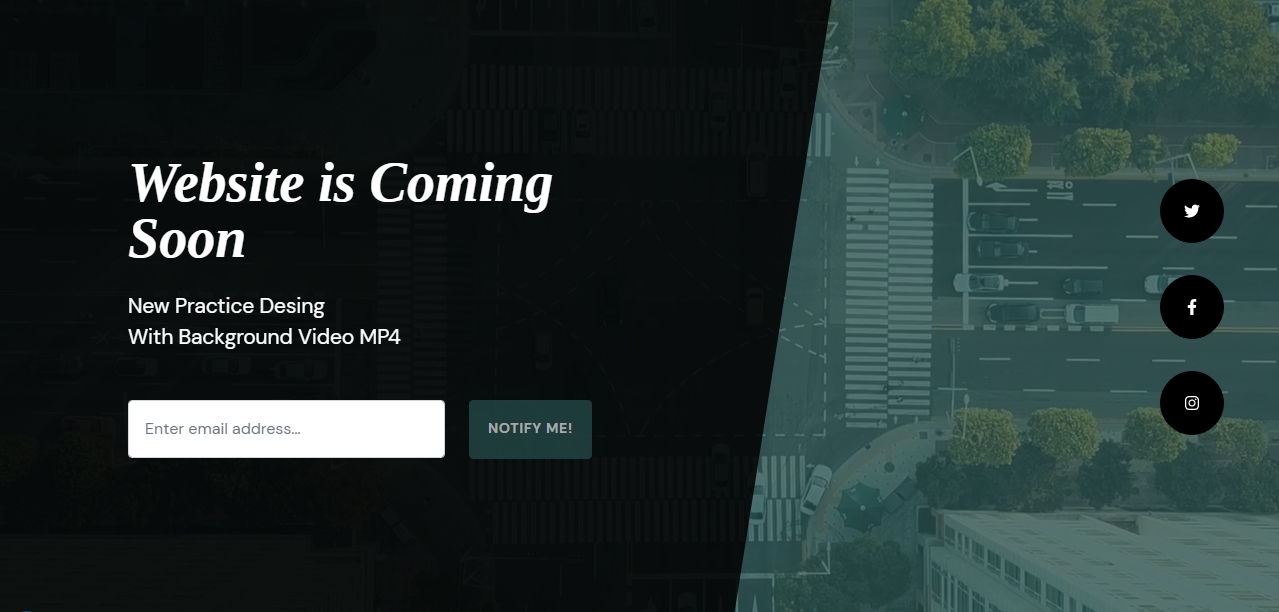 Website is Coming
Soon
New Practice Desing
With Background Video MP4
Enter email address...
NOTIFY ME!